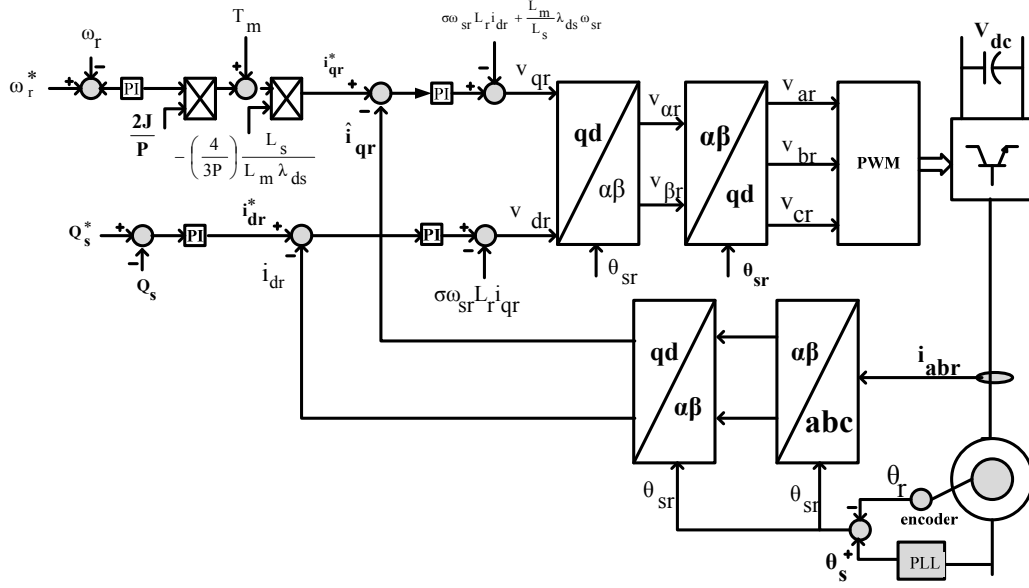 ω_r
T_m
σω_sr L_r i_dr + L_m/L_s λ_ds ω_sr
V_dc
ω_r^* + − PI + + i_qr^* + − PI + − v_qr
2J/P
−(4/3P) L_s/(L_m λ_ds)
î_qr
qd
αβ
v_αr
v_βr
αβ
qd
v_ar
v_br
v_cr
PWM
Q_s^* + − PI i_dr^* + − PI + − v_dr
Q_s
i_dr
σω_sr L_r i_qr
θ_sr
θ_sr
qd
αβ
αβ
abc
i_abr
θ_sr
θ_sr
θ_r
−
encoder
θ_s +
PLL